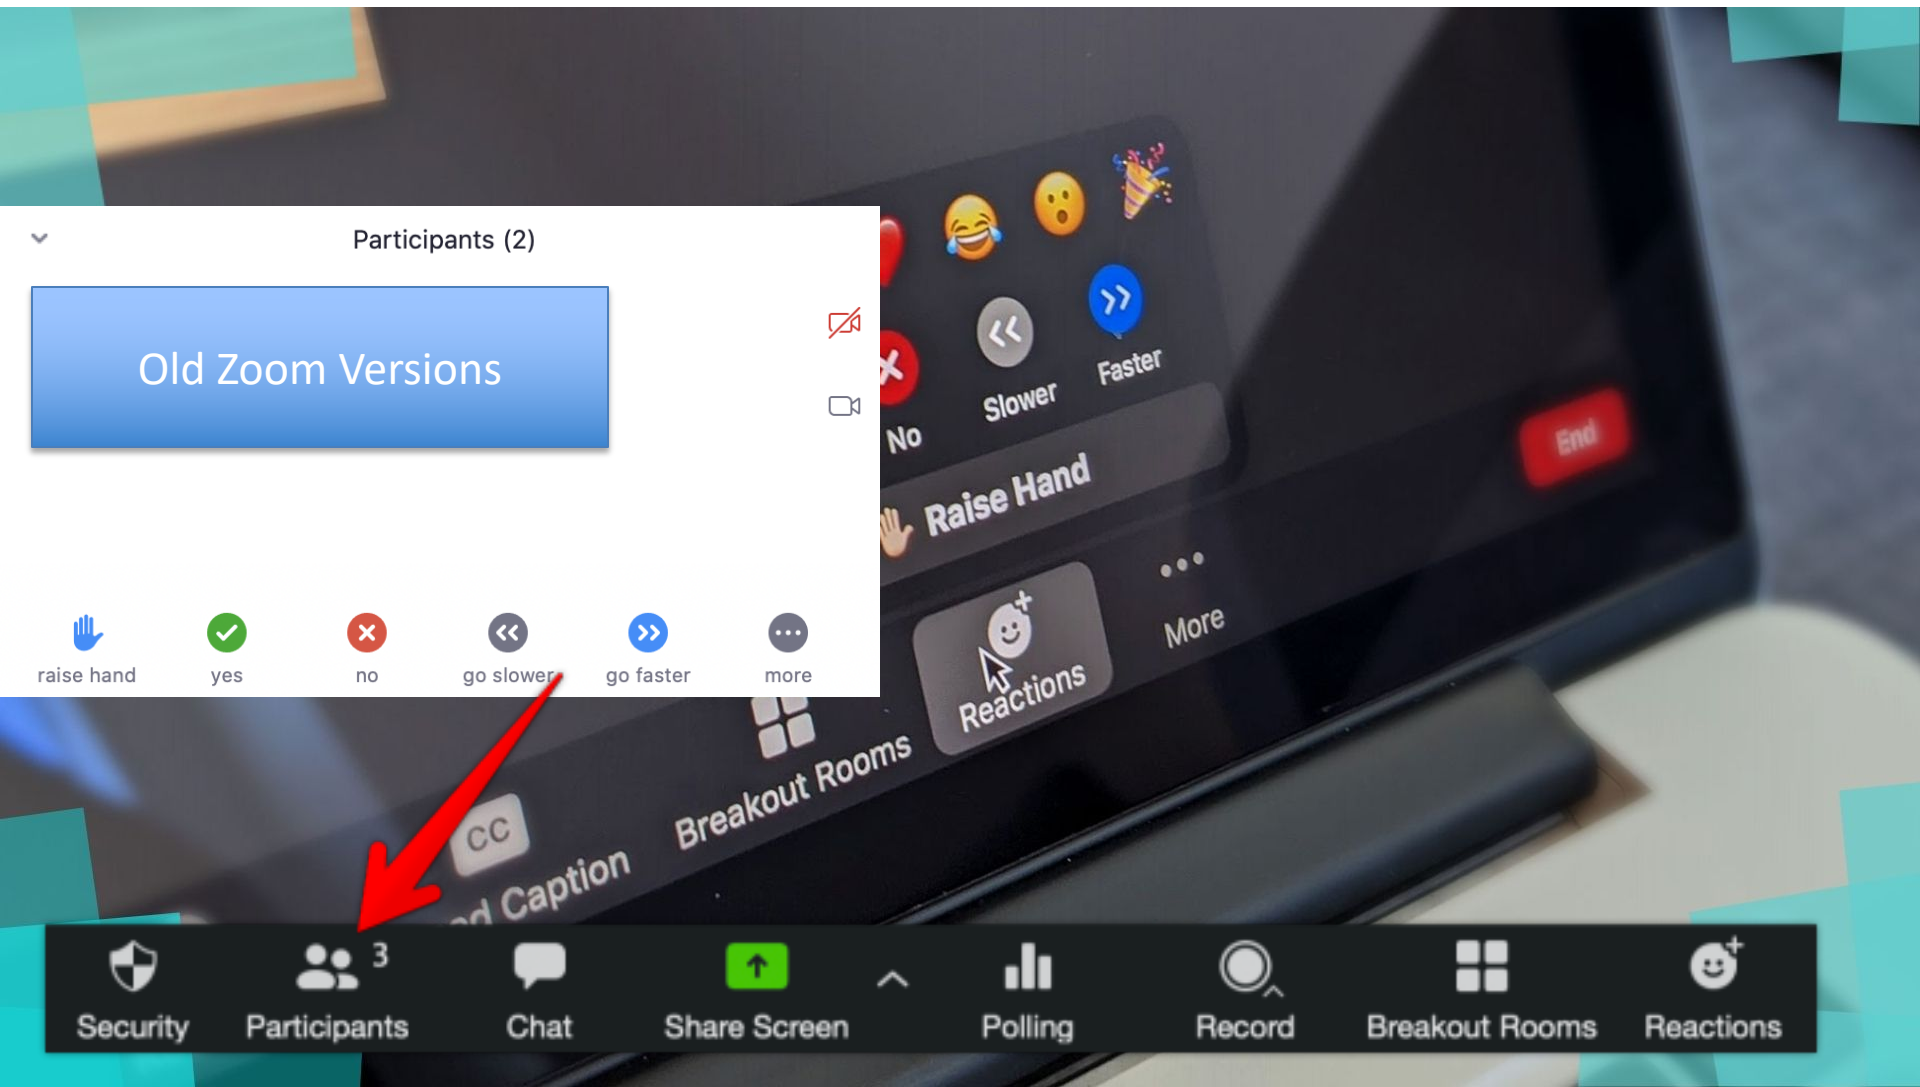 Participants (2)
Old Zoom Versions
raise hand
yes
no
go slower
go faster
more
No
Slower
Faster
Raise Hand
End
Reactions
More
Breakout Rooms
CC
Caption
3
Security
Participants
Chat
Share Screen
Polling
Record
Breakout Rooms
Reactions